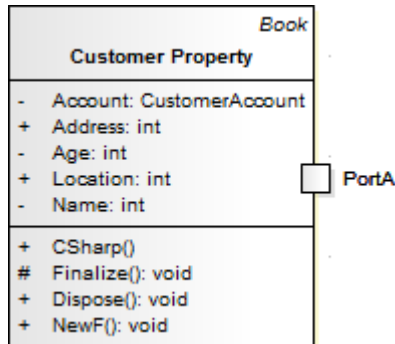 Book
Customer Property
- Account: CustomerAccount
+ Address: int
- Age: int
+ Location: int
- Name: int
PortA
+ CSharp()
# Finalize(): void
+ Dispose(): void
+ NewF(): void